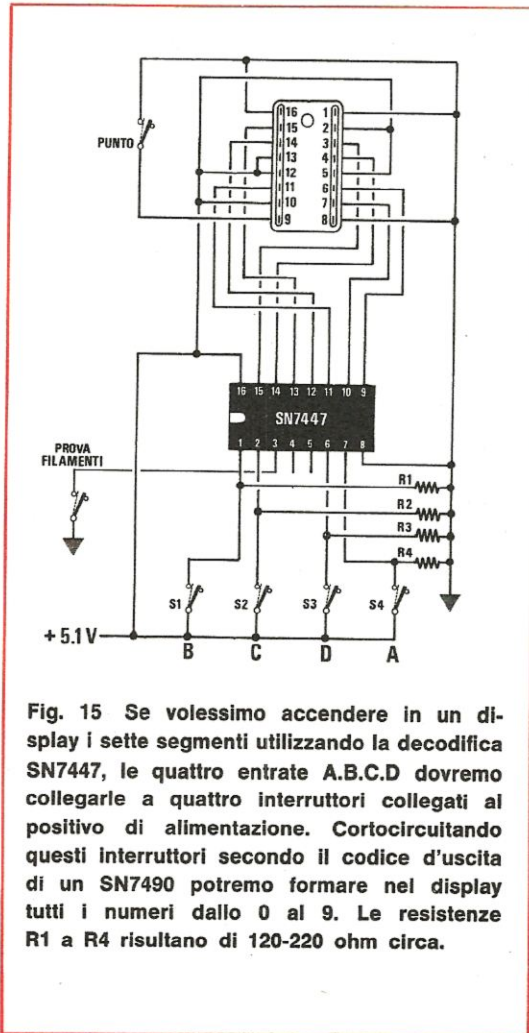 PUNTO
16 1
15 2
14 3
13 4
12 5
11 6
10 7
9 8
16 15 14 13 12 11 10 9
SN7447
1 2 3 4 5 6 7 8
PROVA
FILAMENTI
R1
R2
R3
R4
S1 S2 S3 S4
+ 5.1 V
B C D A
Fig. 15 Se volessimo accendere in un di-
splay i sette segmenti utilizzando la decodifica
SN7447, le quattro entrate A.B.C.D dovremo
collegarle a quattro interruttori collegati al
positivo di alimentazione. Cortocircuitando
questi interruttori secondo il codice d'uscita
di un SN7490 potremo formare nel display
tutti i numeri dallo 0 al 9. Le resistenze
R1 a R4 risultano di 120-220 ohm circa.